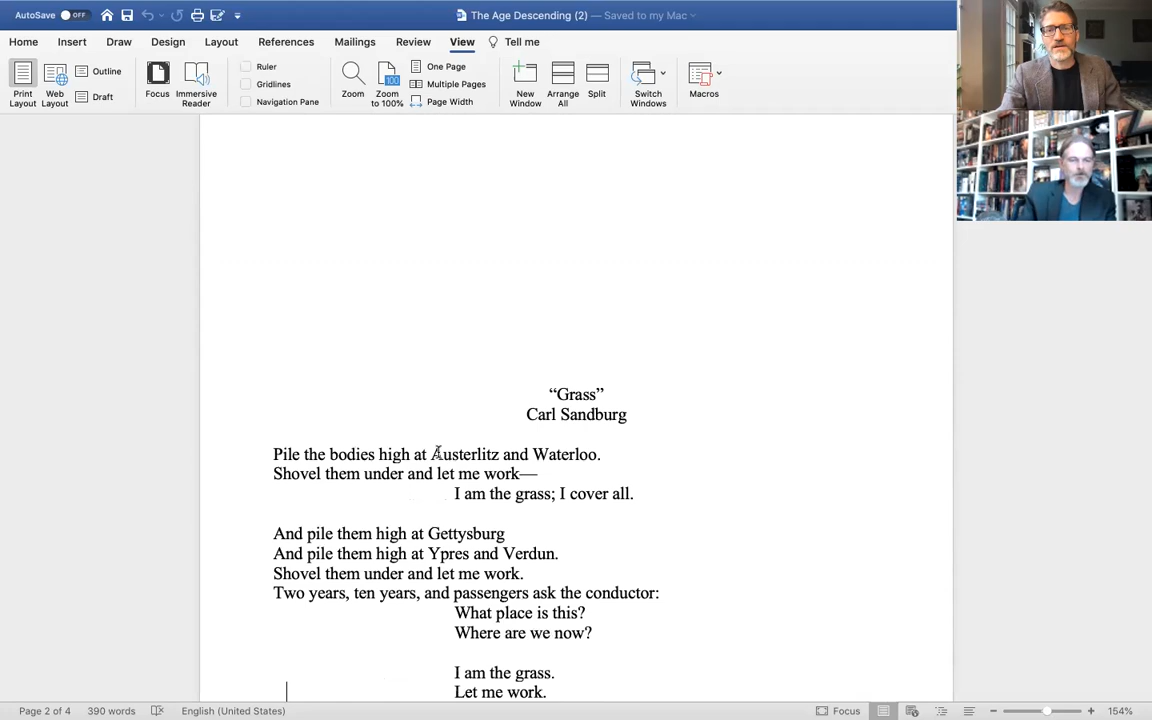 AutoSave OFF The Age Descending (2) — Saved to my Mac
Home Insert Draw Design Layout References Mailings Review View Tell me
Print Layout Web Layout Outline Draft Focus Immersive Reader Ruler Gridlines Navigation Pane Zoom Zoom to 100% 100 One Page Multiple Pages Page Width New Window Arrange All Split Switch Windows Macros
“Grass”
Carl Sandburg
Pile the bodies high at Austerlitz and Waterloo.
Shovel them under and let me work—
I am the grass; I cover all.
And pile them high at Gettysburg
And pile them high at Ypres and Verdun.
Shovel them under and let me work.
Two years, ten years, and passengers ask the conductor:
What place is this?
Where are we now?
I am the grass.
Let me work.
Page 2 of 4 390 words English (United States) Focus 154%